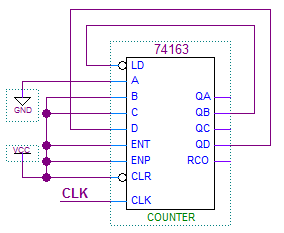 74163
LD
A
B
C
D
ENT
ENP
CLR
CLK
QA
QB
QC
QD
RCO
GND
VCC
CLK
COUNTER